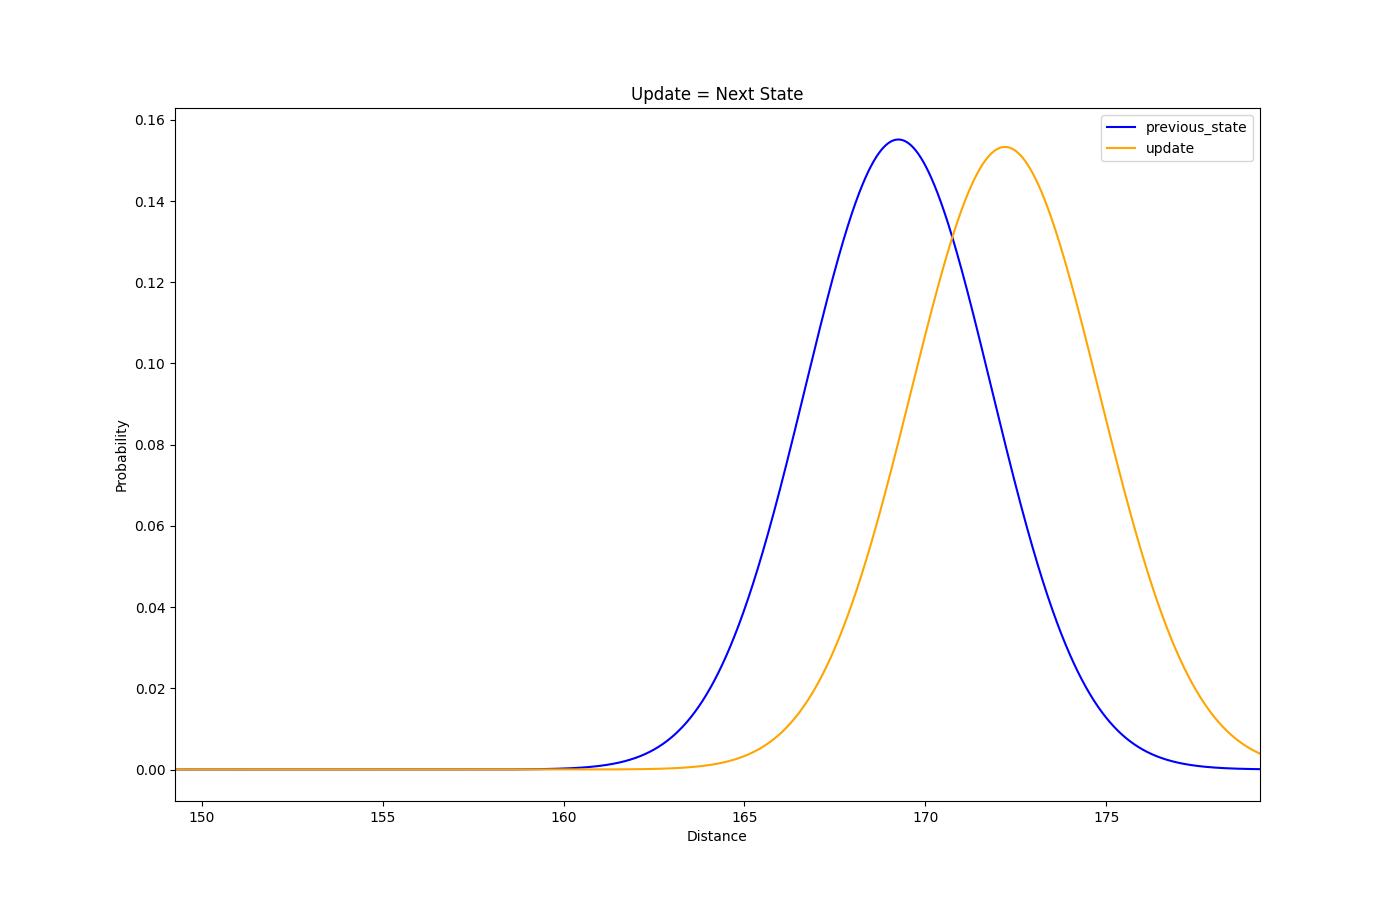 Update = Next State
previous_state
update
0.16
0.14
0.12
0.10
0.08
0.06
0.04
0.02
0.00
Probability
150 155 160 165 170 175
Distance